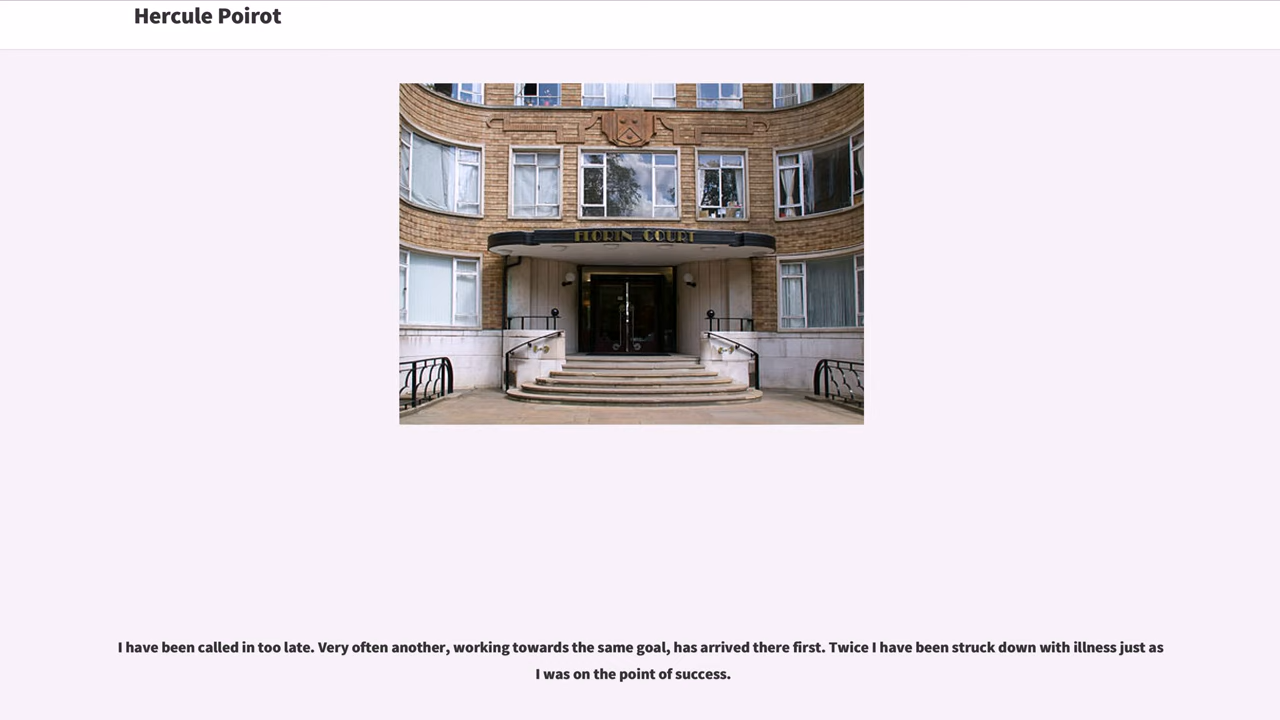 Hercule Poirot
FLORIN COURT
I have been called in too late. Very often another, working towards the same goal, has arrived there first. Twice I have been struck down with illness just as
I was on the point of success.